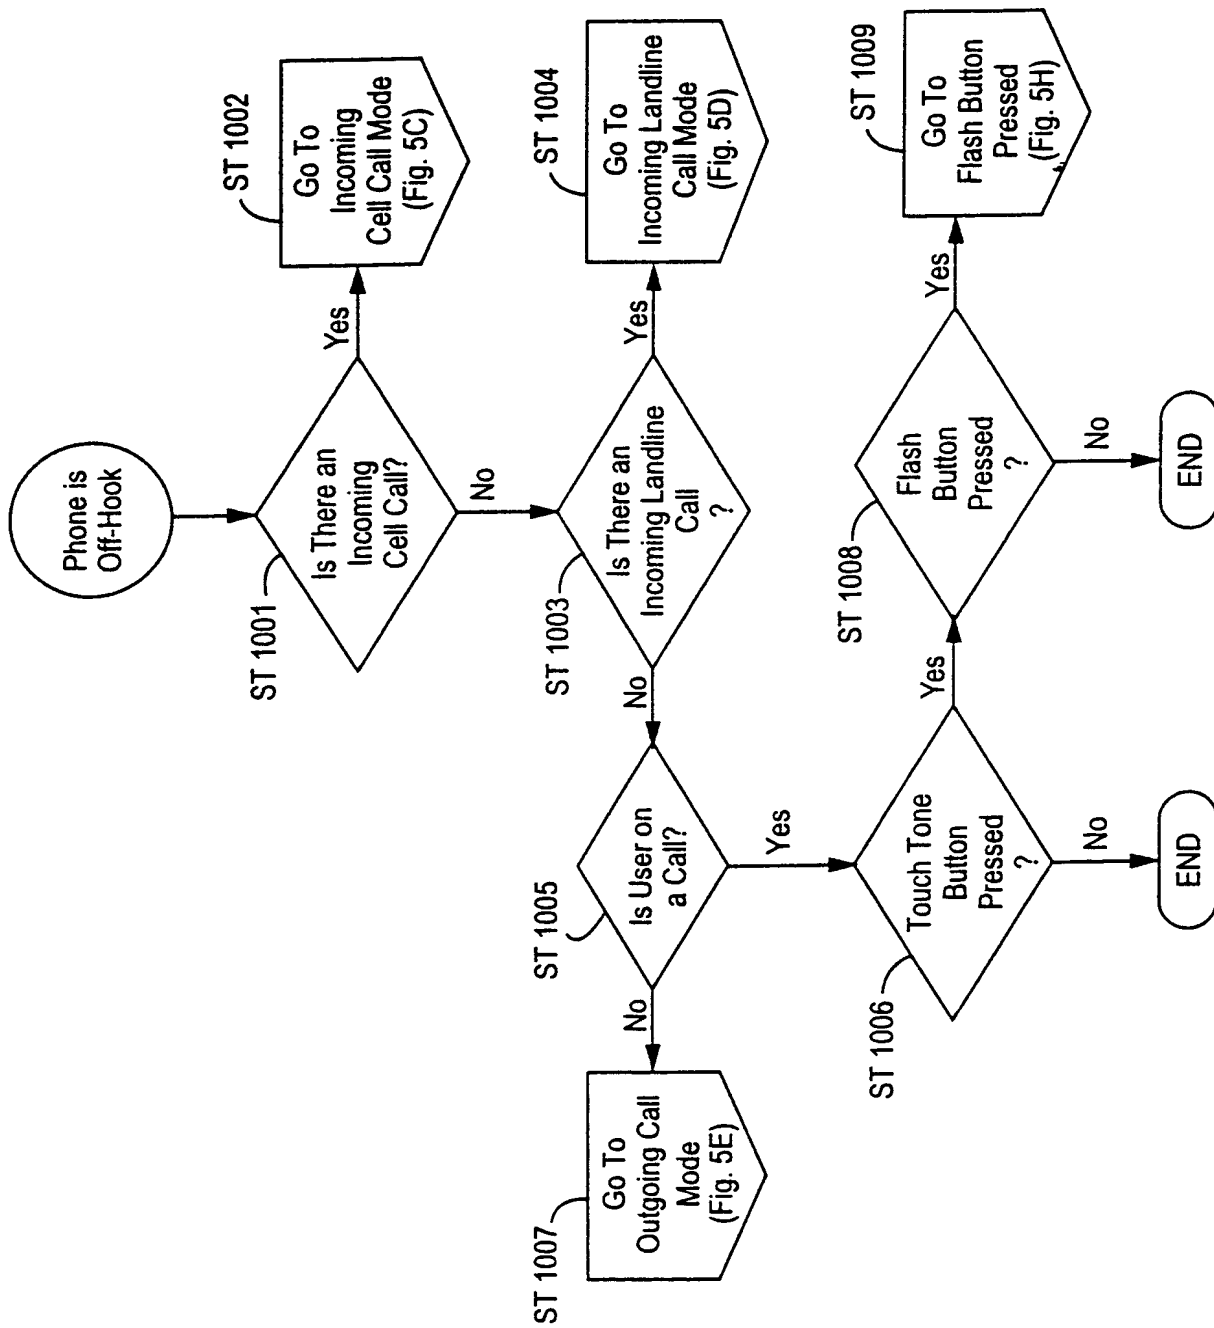 Phone is
Off-Hook
ST 1001
Is There an
Incoming
Cell Call?
Yes
No
ST 1002
Go To
Incoming
Cell Call Mode
(Fig. 5C)
ST 1003
Is There an
Incoming Landline
Call
?
Yes
No
ST 1004
Go To
Incoming Landline
Call Mode
(Fig. 5D)
ST 1005
Is User on
a Call?
No
Yes
ST 1007
Go To
Outgoing Call
Mode
(Fig. 5E)
ST 1006
Touch Tone
Button
Pressed
?
Yes
No
END
ST 1008
Flash
Button
Pressed
?
Yes
No
END
ST 1009
Go To
Flash Button
Pressed
(Fig. 5H)